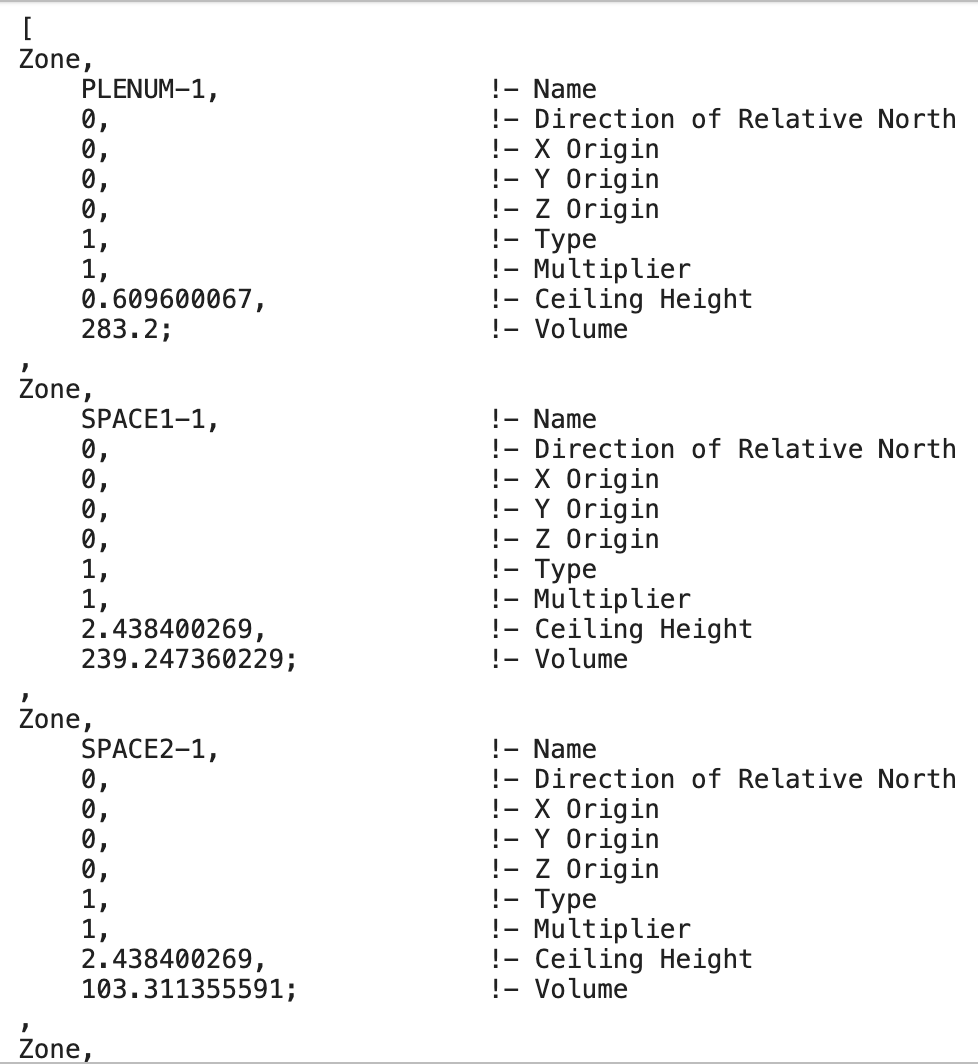 [
Zone,
    PLENUM-1,                 !- Name
    0,                        !- Direction of Relative North
    0,                        !- X Origin
    0,                        !- Y Origin
    0,                        !- Z Origin
    1,                        !- Type
    1,                        !- Multiplier
    0.609600067,              !- Ceiling Height
    283.2;                    !- Volume
,
Zone,
    SPACE1-1,                 !- Name
    0,                        !- Direction of Relative North
    0,                        !- X Origin
    0,                        !- Y Origin
    0,                        !- Z Origin
    1,                        !- Type
    1,                        !- Multiplier
    2.438400269,              !- Ceiling Height
    239.247360229;            !- Volume
,
Zone,
    SPACE2-1,                 !- Name
    0,                        !- Direction of Relative North
    0,                        !- X Origin
    0,                        !- Y Origin
    0,                        !- Z Origin
    1,                        !- Type
    1,                        !- Multiplier
    2.438400269,              !- Ceiling Height
    103.311355591;            !- Volume
,
Zone,